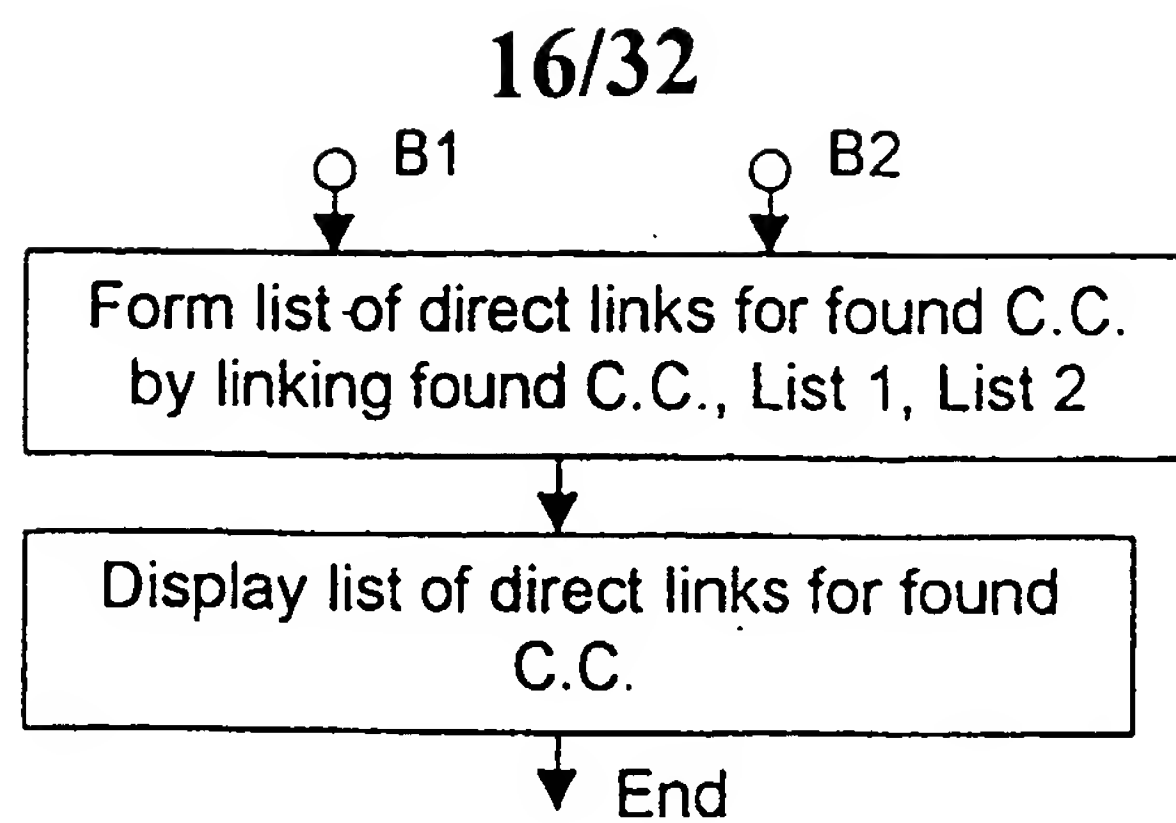 16/32
B1 B2
Form list of direct links for found C.C.
by linking found C.C., List 1, List 2
Display list of direct links for found
C.C.
End